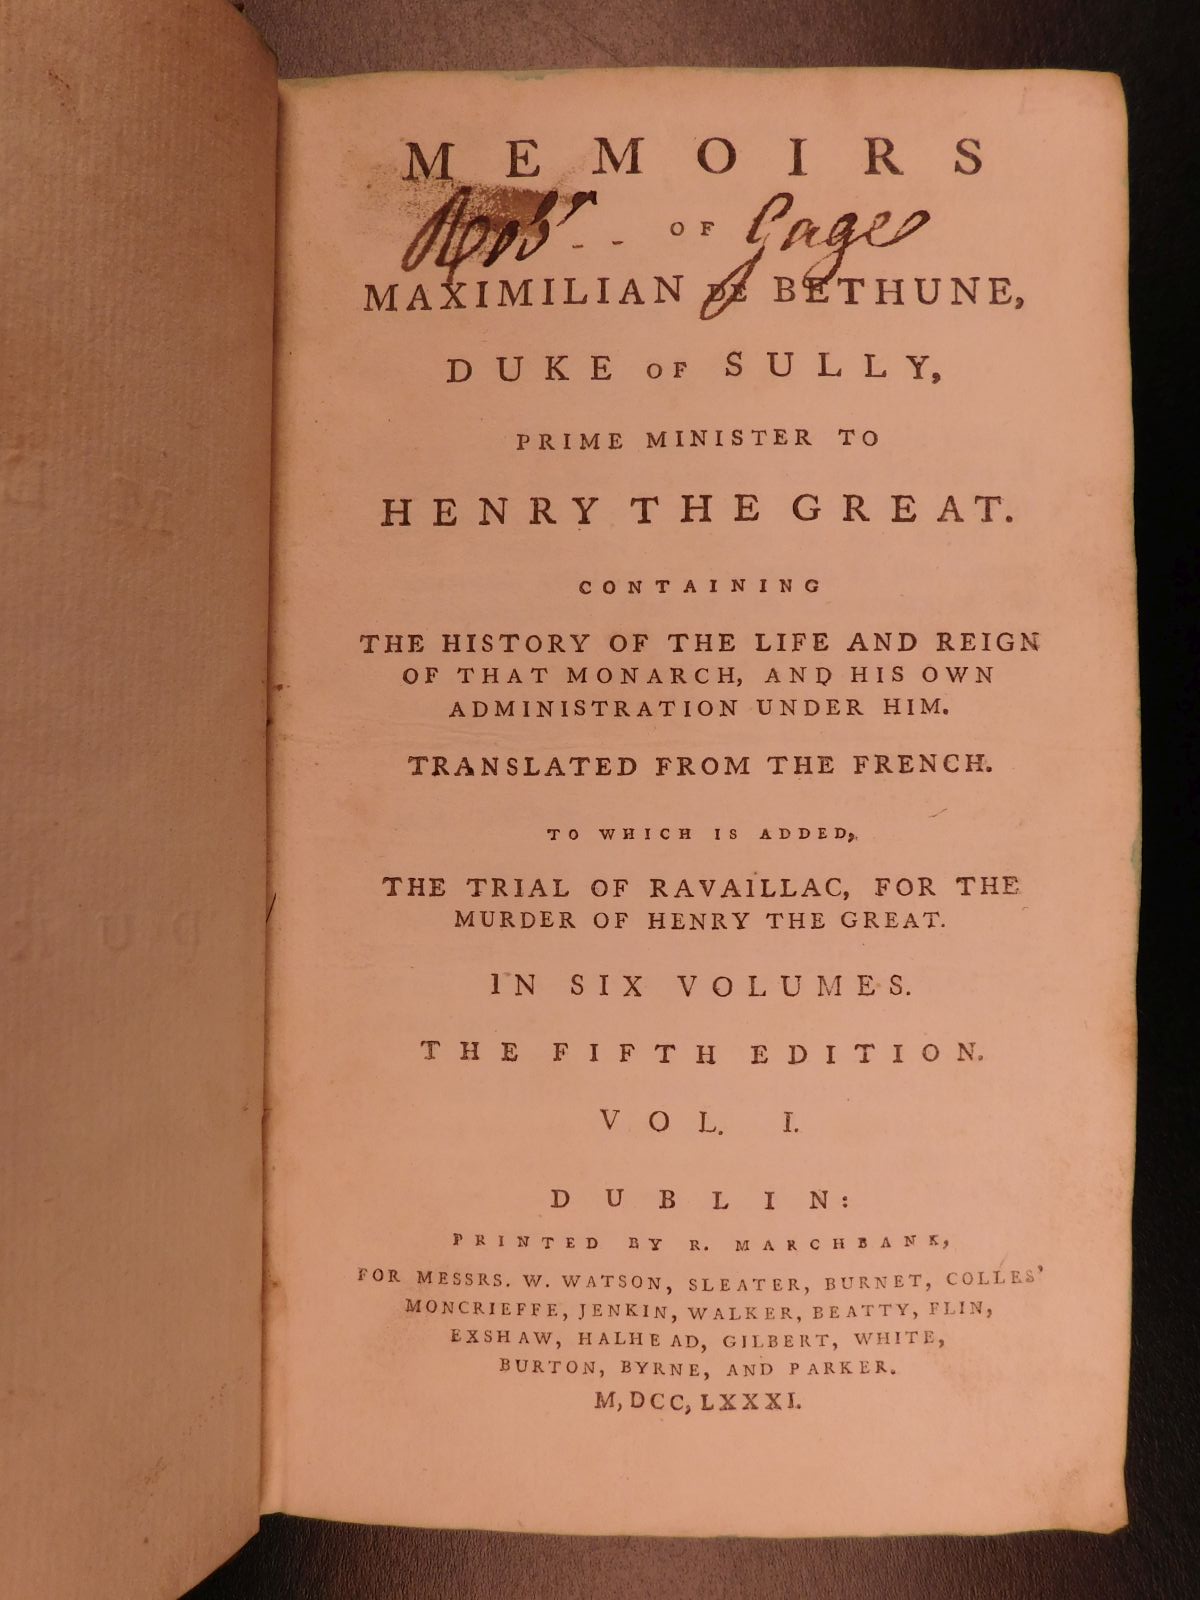 MEMOIRS
Robt. -- OF Gage
MAXIMILIAN DE BETHUNE,
DUKE OF SULLY,
PRIME MINISTER TO
HENRY THE GREAT.
CONTAINING
THE HISTORY OF THE LIFE AND REIGN
OF THAT MONARCH, AND HIS OWN
ADMINISTRATION UNDER HIM.
TRANSLATED FROM THE FRENCH.
TO WHICH IS ADDED,
THE TRIAL OF RAVAILLAC, FOR THE
MURDER OF HENRY THE GREAT.
IN SIX VOLUMES.
THE FIFTH EDITION.
VOL. I.
DUBLIN:
PRINTED BY R. MARCHBANK,
FOR MESSRS. W. WATSON, SLEATER, BURNET, COLLES'
MONCRIEFFE, JENKIN, WALKER, BEATTY, FLIN,
EXSHAW, HALHEAD, GILBERT, WHITE,
BURTON, BYRNE, AND PARKER.
M,DCC,LXXXI.